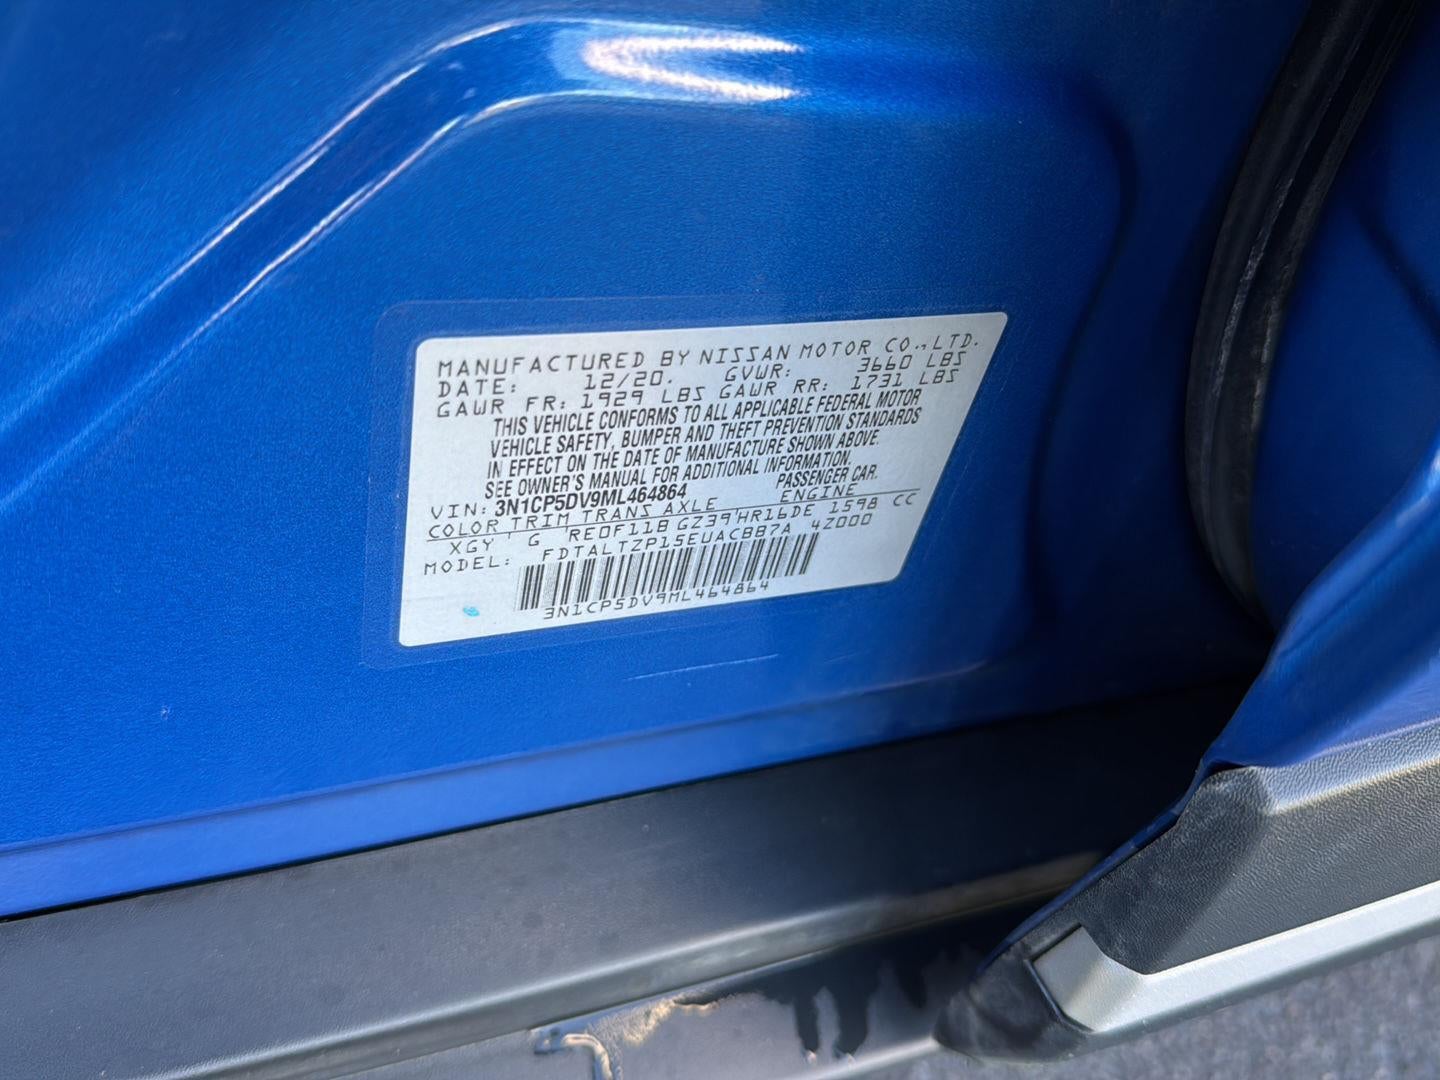 MANUFACTURED BY NISSAN MOTOR CO.,LTD.
DATE: 12/20. GVWR: 3660 LBS
GAWR FR: 1929 LBS GAWR RR: 1731 LBS
THIS VEHICLE CONFORMS TO ALL APPLICABLE FEDERAL MOTOR
VEHICLE SAFETY, BUMPER AND THEFT PREVENTION STANDARDS
IN EFFECT ON THE DATE OF MANUFACTURE SHOWN ABOVE.
SEE OWNER'S MANUAL FOR ADDITIONAL INFORMATION.
VIN: 3N1CP5DV9ML464864 PASSENGER CAR.
COLOR TRIM TRANS AXLE ENGINE
XGY G RE0F11B GZ39 HR16DE 1598 CC
MODEL: FDTALTZP15EUACBB7A 4Z000
3N1CP5DV9ML464864